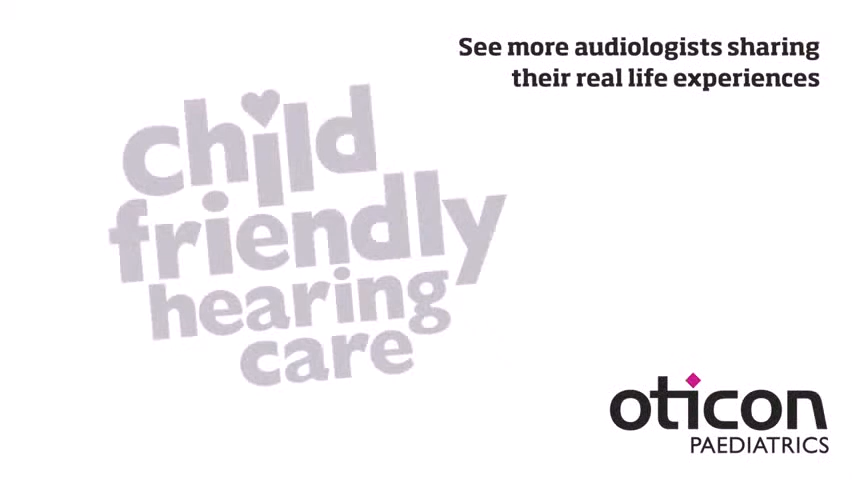 See more audiologists sharing
their real life experiences
child
friendly
hearing
care
oticon
PAEDIATRICS